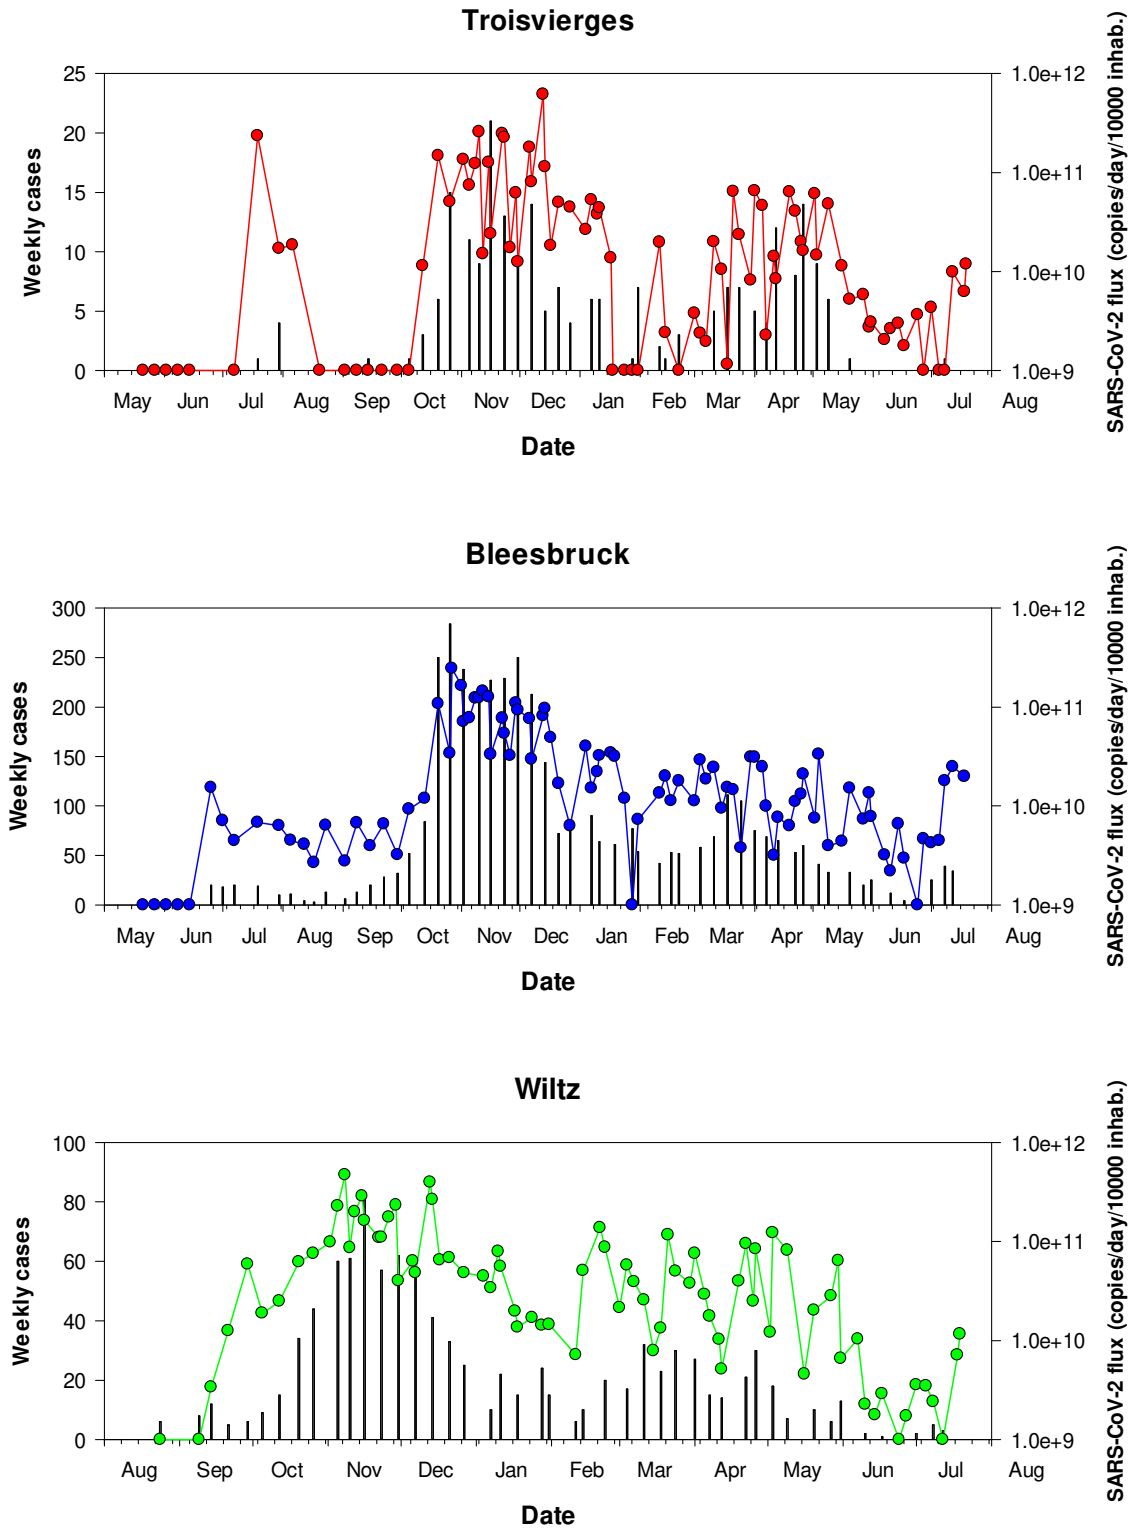 Troisvierges
25
20
15
10
5
0
1.0e+12
1.0e+11
1.0e+10
1.0e+9
Weekly cases
SARS-CoV-2 flux (copies/day/10000 inhab.)
May Jun Jul Aug Sep Oct Nov Dec Jan Feb Mar Apr Jun Jul Aug
Date
Bleesbruck
300
250
200
150
100
50
0
1.0e+12
1.0e+11
1.0e+10
1.0e+9
Weekly cases
SARS-CoV-2 flux (copies/day/10000 inhab.)
May Jun Jul Aug Sep Oct Nov Dec Jan Feb Mar Apr May Jun Jul Aug
Date
Wiltz
100
80
60
40
20
0
1.0e+12
1.0e+11
1.0e+10
1.0e+9
Weekly cases
SARS-CoV-2 flux (copies/day/10000 inhab.)
Aug Sep Oct Nov Dec Jan Feb Mar Apr May Jun Jul Aug
Date